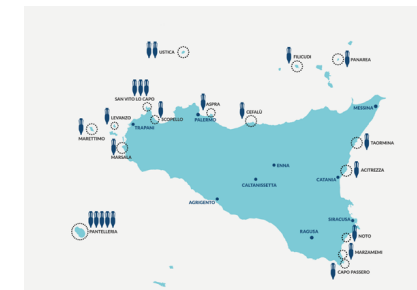 USTICA
FILICUDI
PANAREA
SAN VITO LO CAPO
ASPRA
CEFALÙ
MESSINA
LEVANZO
SCOPELLO
PALERMO
TRAPANI
MARETTIMO
TAORMINA
MARSALA
ENNA
ACITREZZA
CATANIA
CALTANISSETTA
AGRIGENTO
SIRACUSA
PANTELLERIA
RAGUSA
NOTO
MARZAMEMI
CAPO PASSERO